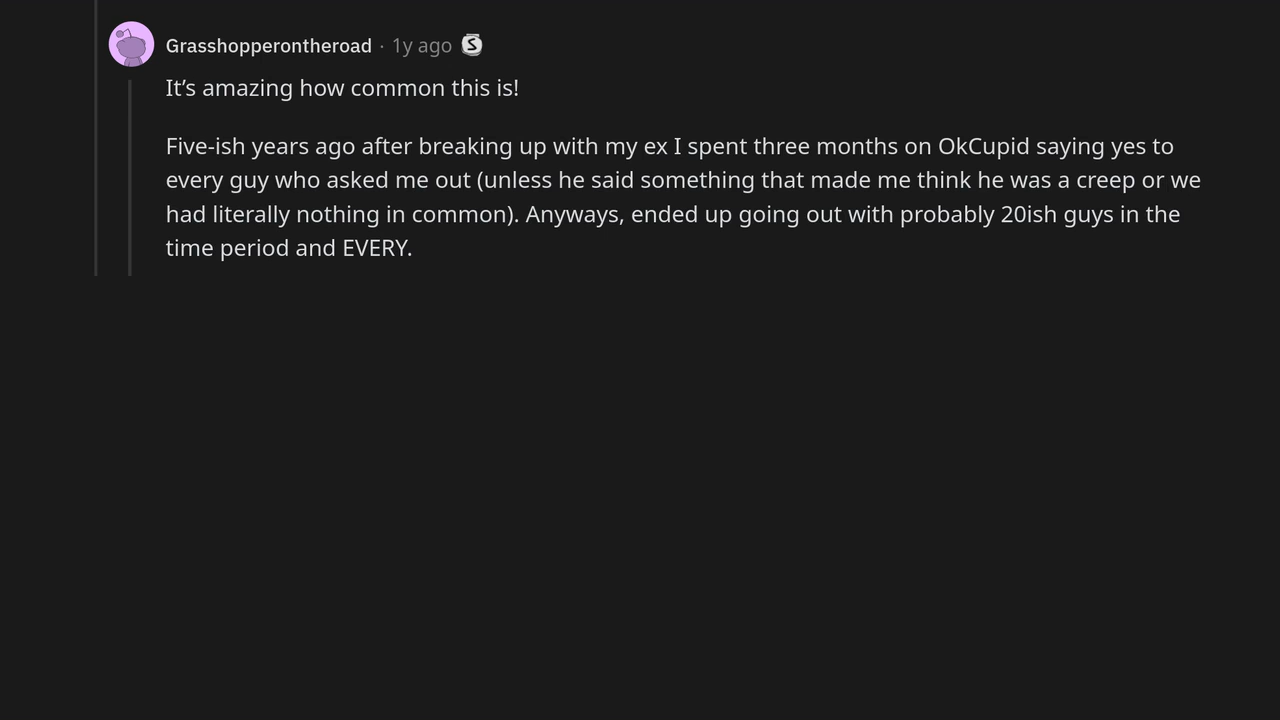 Grasshopperontheroad · 1y ago
It’s amazing how common this is!
Five-ish years ago after breaking up with my ex I spent three months on OkCupid saying yes to
every guy who asked me out (unless he said something that made me think he was a creep or we
had literally nothing in common). Anyways, ended up going out with probably 20ish guys in the
time period and EVERY.